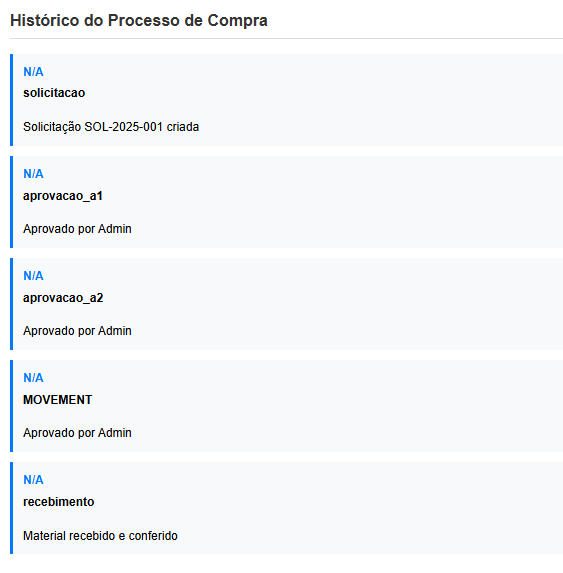 Histórico do Processo de Compra
N/A
solicitacao
Solicitação SOL-2025-001 criada
N/A
aprovacao_a1
Aprovado por Admin
N/A
aprovacao_a2
Aprovado por Admin
N/A
MOVEMENT
Aprovado por Admin
N/A
recebimento
Material recebido e conferido